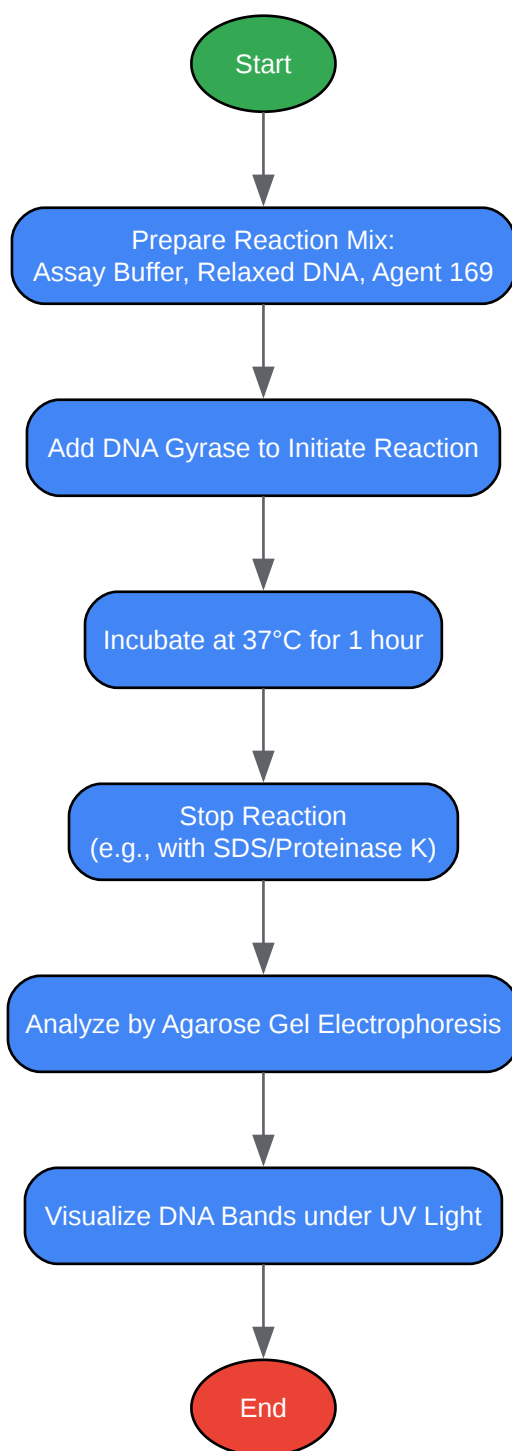 Start
Prepare Reaction Mix:
Assay Buffer, Relaxed DNA, Agent 169
Add DNA Gyrase to Initiate Reaction
Incubate at 37°C for 1 hour
Stop Reaction
(e.g., with SDS/Proteinase K)
Analyze by Agarose Gel Electrophoresis
Visualize DNA Bands under UV Light
End